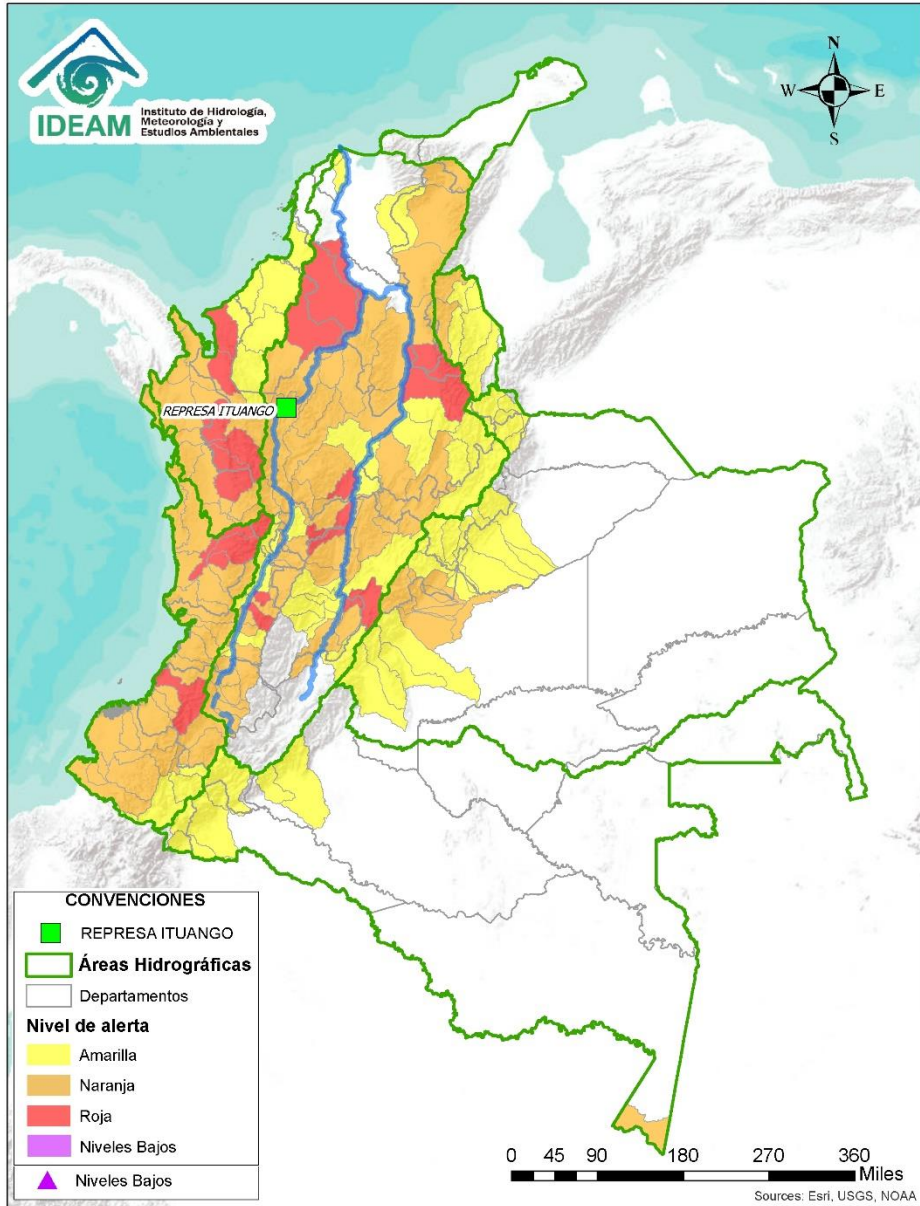 IDEAM
Instituto de Hidrología,
Meteorología y
Estudios Ambientales
N
W
E
S
REPRESA ITUANGO
CONVENCIONES
REPRESA ITUANGO
Áreas Hidrográficas
Departamentos
Nivel de alerta
Amarilla
Naranja
Roja
Niveles Bajos
Niveles Bajos
0 45 90 180 270 360
Miles
Sources: Esri, USGS, NOAA